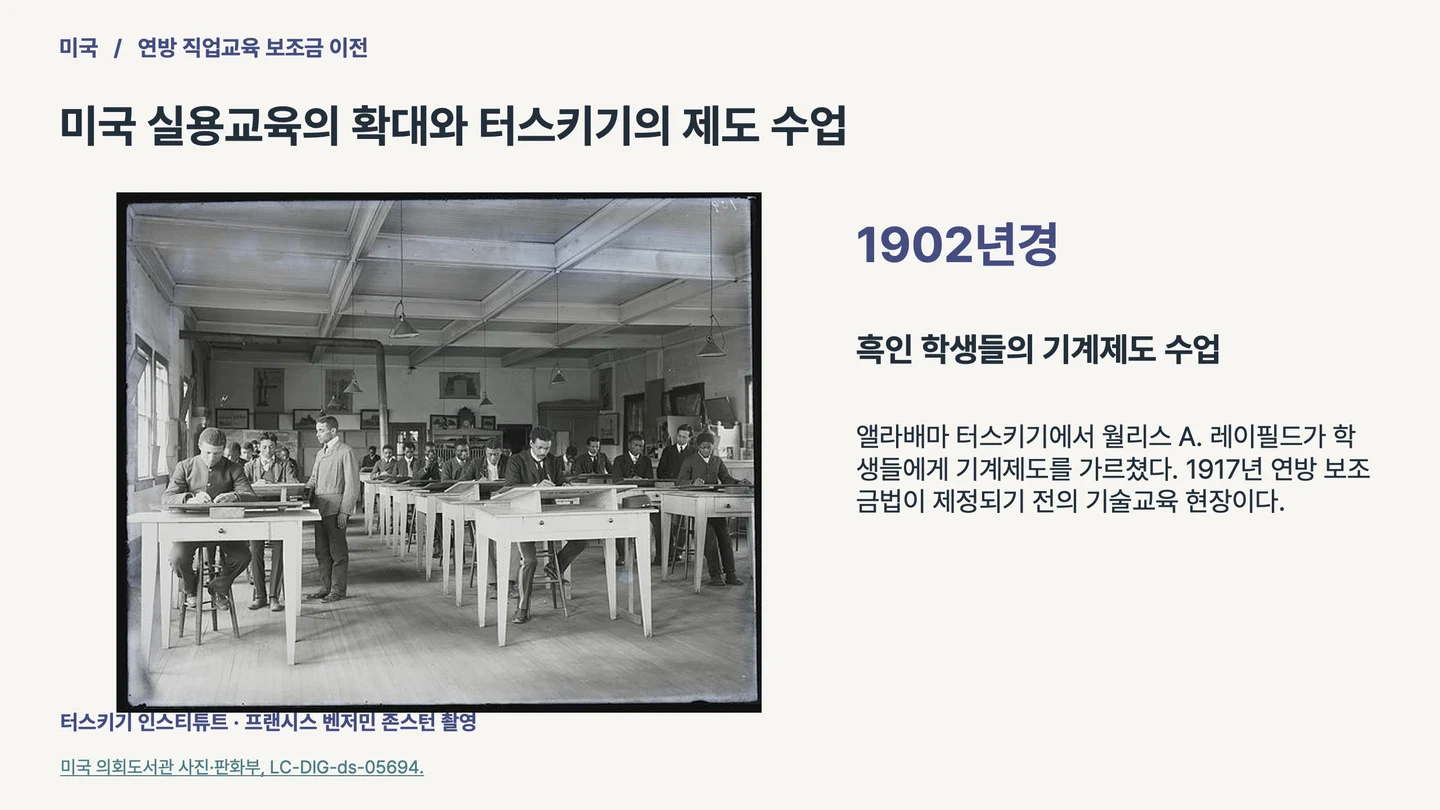 미국 / 연방 직업교육 보조금 이전
미국 실용교육의 확대와 터스키기의 제도 수업
1902년경
흑인 학생들의 기계제도 수업
앨라배마 터스키기에서 월리스 A. 레이필드가 학
생들에게 기계제도를 가르쳤다. 1917년 연방 보조
금법이 제정되기 전의 기술교육 현장이다.
터스키기 인스티튜트 · 프랜시스 벤저민 존스턴 촬영
미국 의회도서관 사진·판화부, LC-DIG-ds-05694.